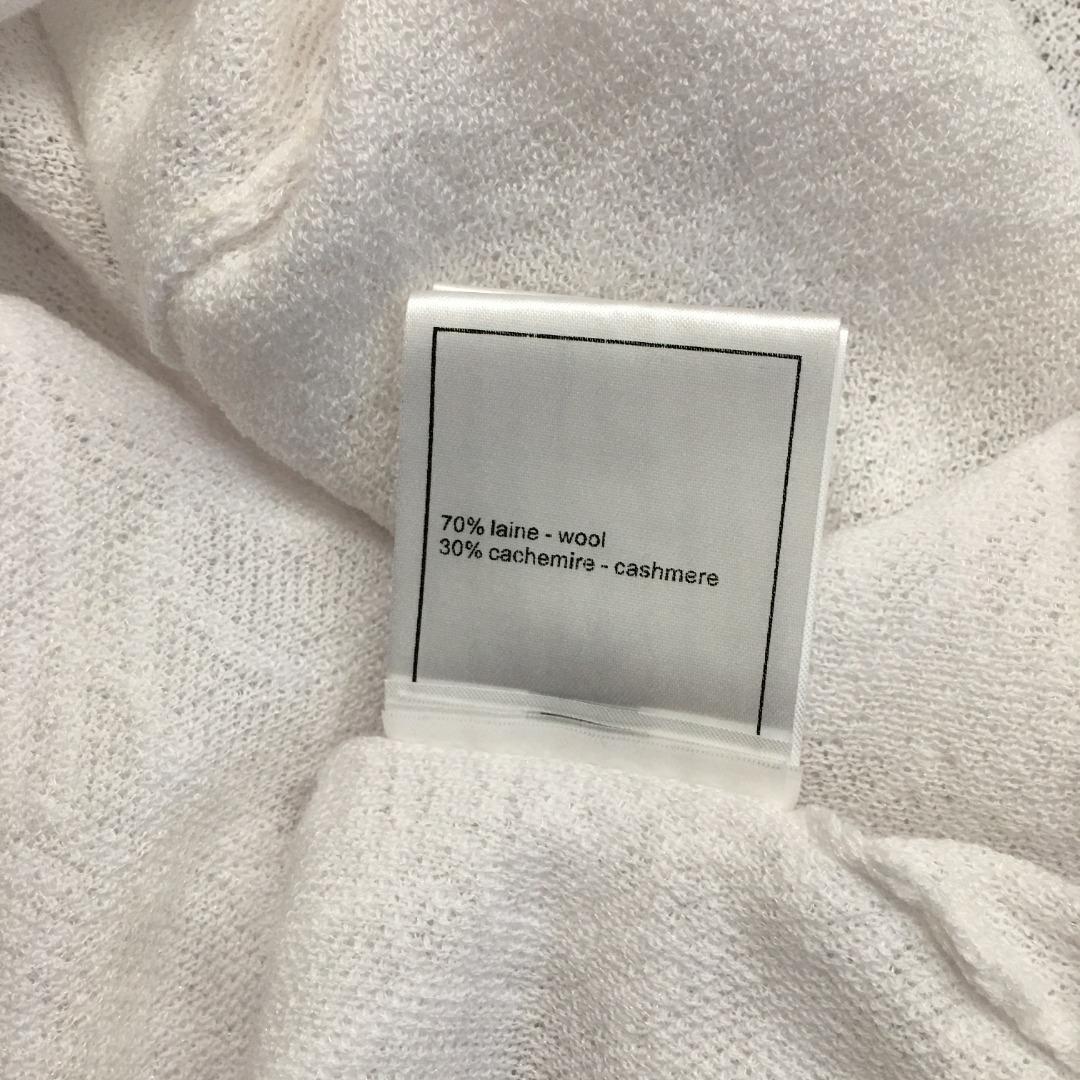 70% laine - wool
30% cachemire - cashmere